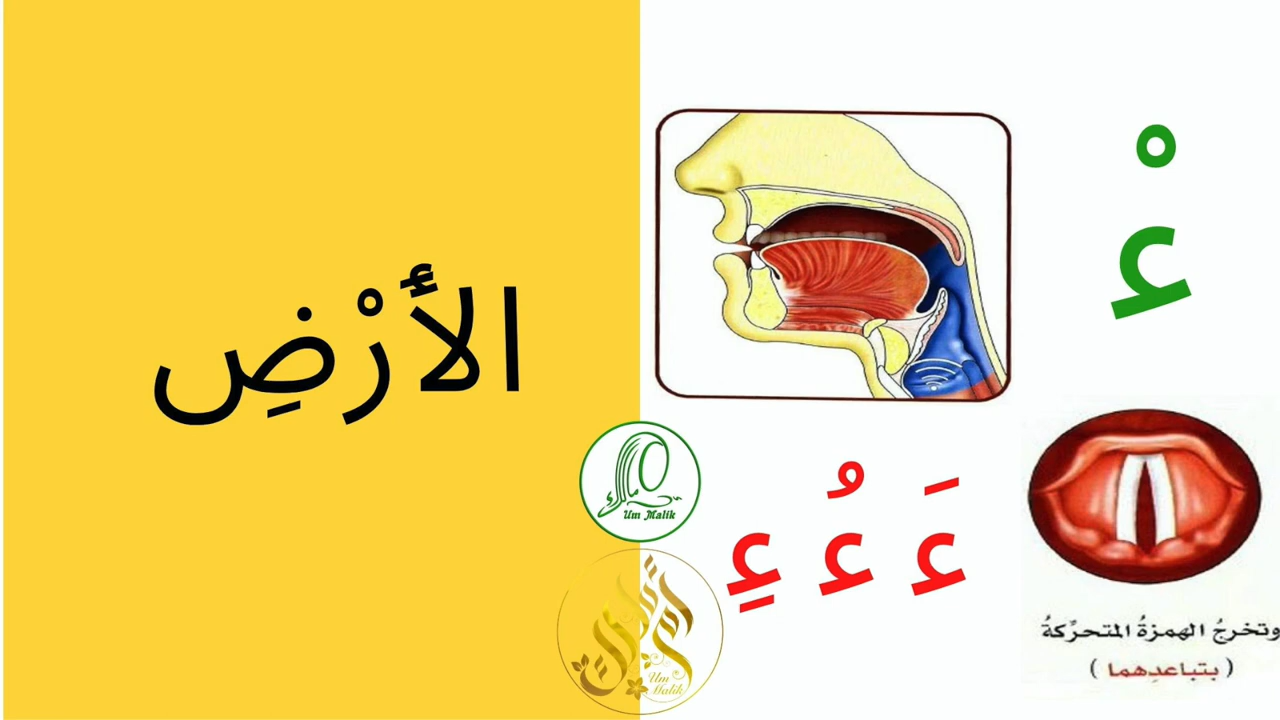 الأَرْضِ
ءْ
ءَ ءُ ءِ
Um Malik
Um
Malik
وتخرجُ الهمزةُ المتحرِّكةُ
( بتباعدِهما )